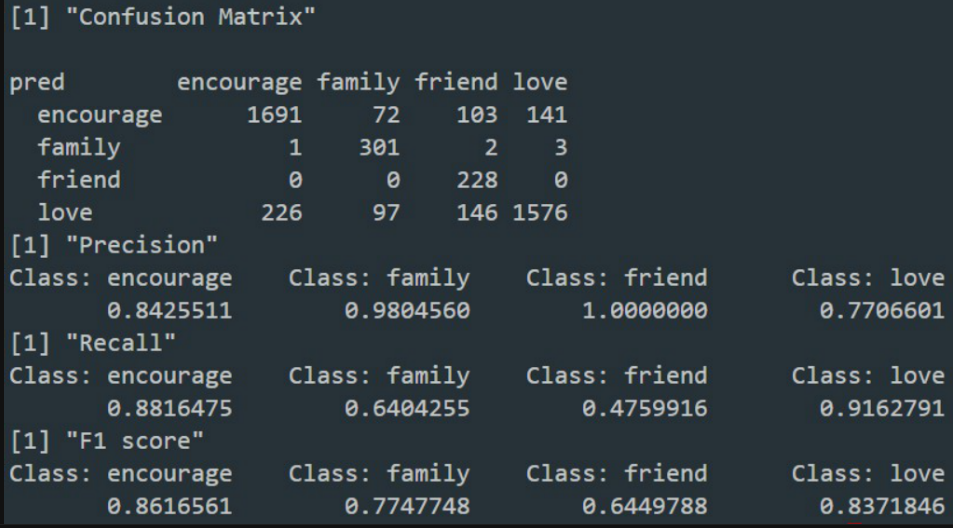 [1] "Confusion Matrix"
pred encourage family friend love
encourage 1691 72 103 141
family 1 301 2 3
friend 0 0 228 0
love 226 97 146 1576
[1] "Precision"
Class: encourage Class: family Class: friend Class: love
0.8425511 0.9804560 1.0000000 0.7706601
[1] "Recall"
Class: encourage Class: family Class: friend Class: love
0.8816475 0.6404255 0.4759916 0.9162791
[1] "F1 score"
Class: encourage Class: family Class: friend Class: love
0.8616561 0.7747748 0.6449788 0.8371846